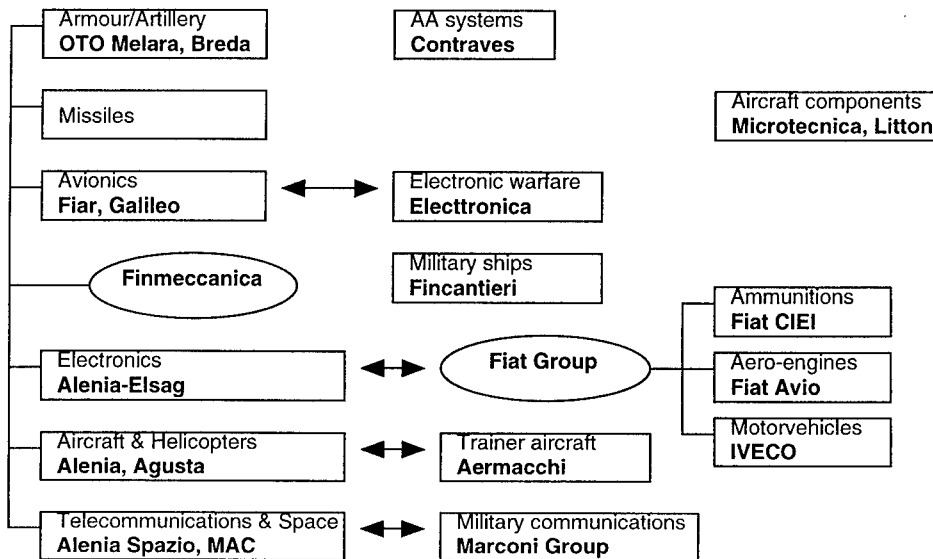 Armour/Artillery
OTO Melara, Breda
AA systems
Contraves
Missiles
Aircraft components
Microtecnica, Litton
Avionics
Fiar, Galileo
Electronic warfare
Electtronica
Finmeccanica
Military ships
Fincantieri
Ammunitions
Fiat CIEI
Electronics
Alenia-Elsag
Fiat Group
Aero-engines
Fiat Avio
Motorvehicles
IVECO
Aircraft & Helicopters
Alenia, Agusta
Trainer aircraft
Aermacchi
Telecommunications & Space
Alenia Spazio, MAC
Military communications
Marconi Group